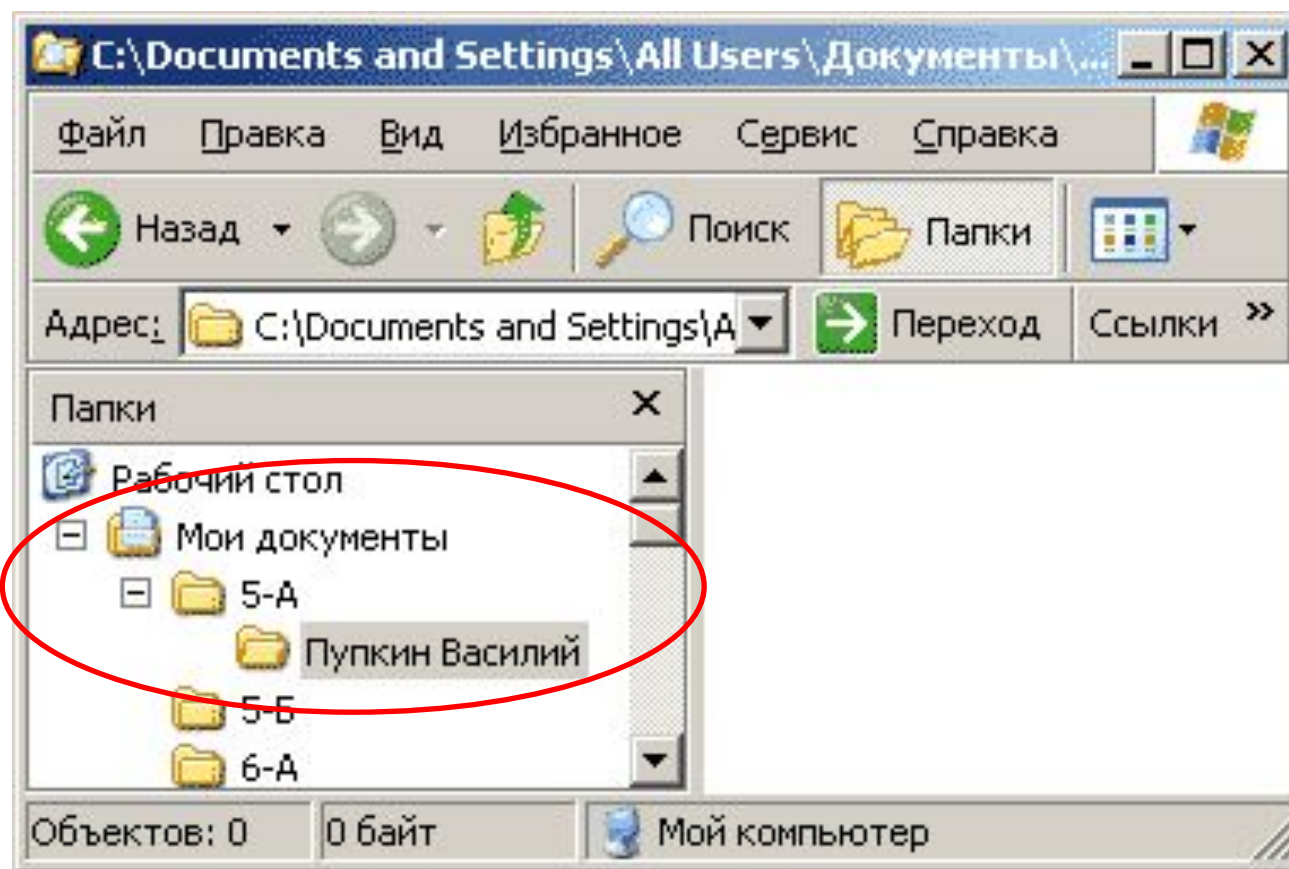 C:\Documents and Settings\All Users\Документы\...
Файл Правка Вид Избранное Сервис Справка
Назад Поиск Папки
Адрес: C:\Documents and Settings\A Переход Ссылки »
Папки
Рабочий стол
Мои документы
5-А
Пупкин Василий
5-Б
6-А
Объектов: 0 0 байт Мой компьютер